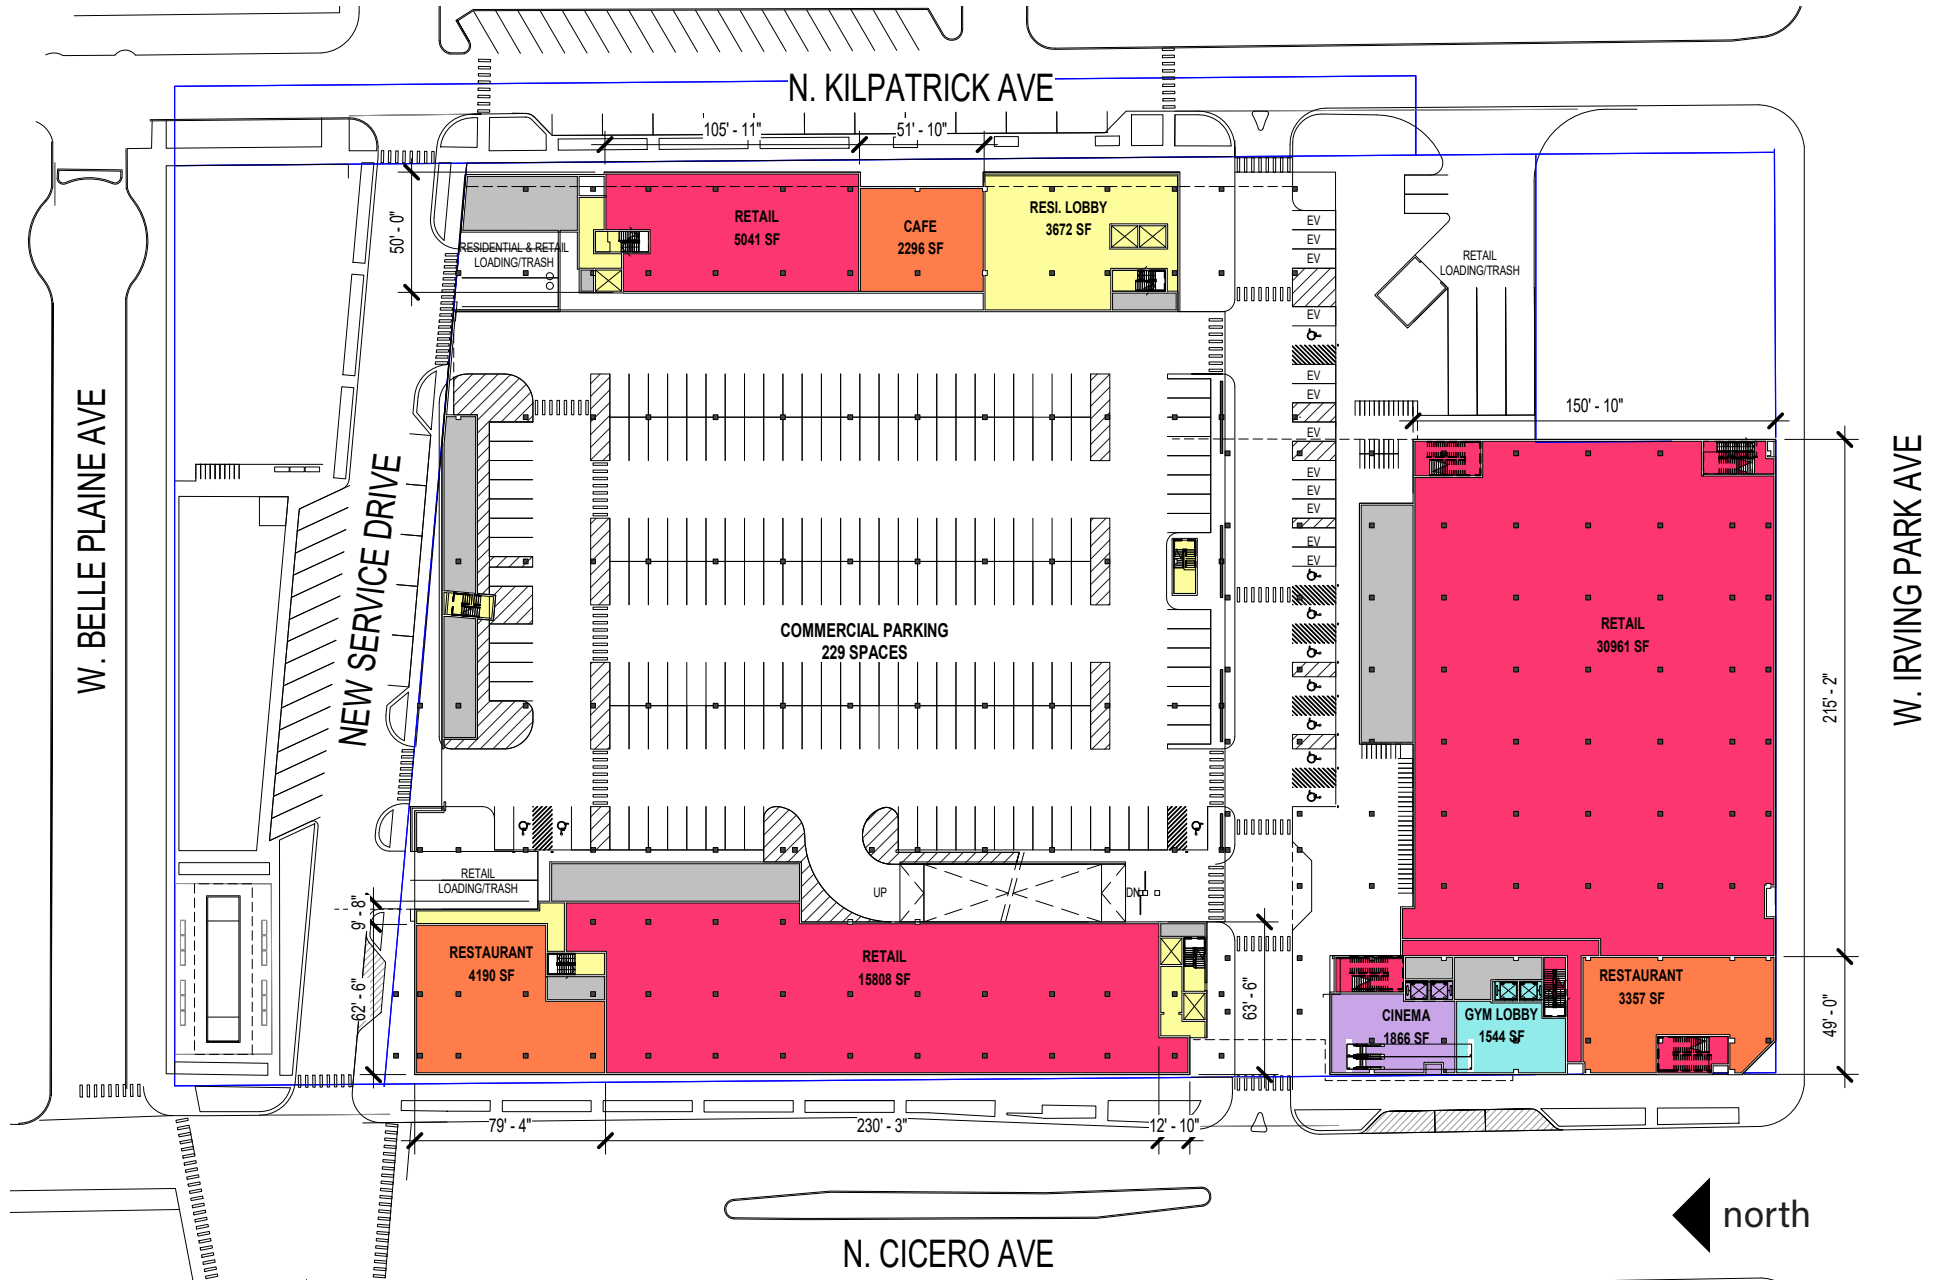 N. KILPATRICK AVE
105' - 11"
51' - 10"
50' - 0"
RETAIL
5041 SF
CAFE
2296 SF
RESI. LOBBY
3672 SF
RESIDENTIAL & RETAIL
LOADING/TRASH
EV
EV
EV
EV
EV
EV
EV
EV
EV
EV
EV
EV
RETAIL
LOADING/TRASH
150' - 10"
W. BELLE PLAINE AVE
NEW SERVICE DRIVE
COMMERCIAL PARKING
229 SPACES
RETAIL
30961 SF
215' - 2"
W. IRVING PARK AVE
RETAIL
LOADING/TRASH
UP
DN
9' - 8"
62' - 6"
RESTAURANT
4190 SF
RETAIL
15808 SF
63' - 6"
CINEMA
1866 SF
GYM LOBBY
1544 SF
RESTAURANT
3357 SF
49' - 0"
79' - 4"
230' - 3"
12' - 10"
north
N. CICERO AVE